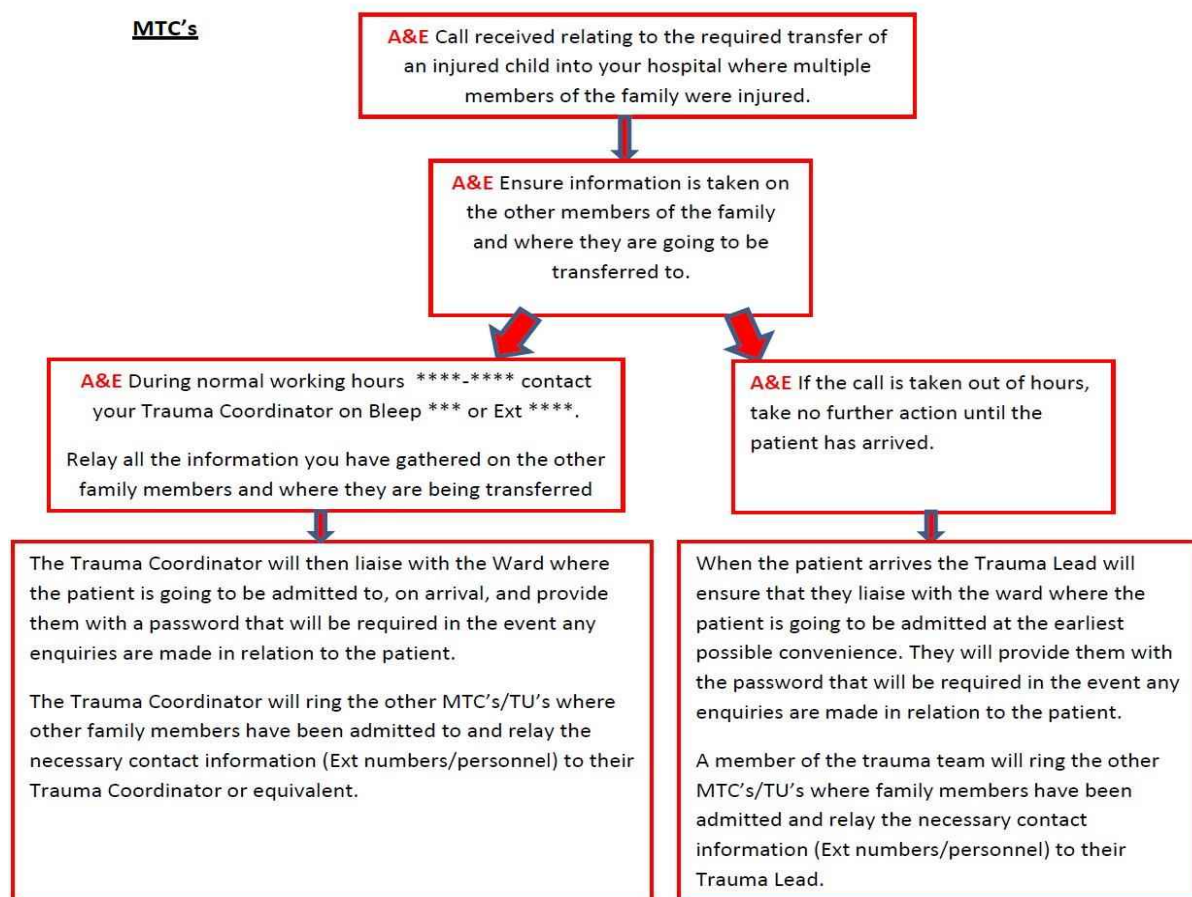 MTC's
A&E Call received relating to the required transfer of
an injured child into your hospital where multiple
members of the family were injured.
A&E Ensure information is taken on
the other members of the family
and where they are going to be
transferred to.
A&E During normal working hours ****-**** contact
your Trauma Coordinator on Bleep *** or Ext ****.
Relay all the information you have gathered on the other
family members and where they are being transferred
A&E If the call is taken out of hours,
take no further action until the
patient has arrived.
The Trauma Coordinator will then liaise with the Ward where
the patient is going to be admitted to, on arrival, and provide
them with a password that will be required in the event any
enquiries are made in relation to the patient.
The Trauma Coordinator will ring the other MTC's/TU's where
other family members have been admitted to and relay the
necessary contact information (Ext numbers/personnel) to their
Trauma Coordinator or equivalent.
When the patient arrives the Trauma Lead will
ensure that they liaise with the ward where the
patient is going to be admitted at the earliest
possible convenience. They will provide them with
the password that will be required in the event any
enquiries are made in relation to the patient.
A member of the trauma team will ring the other
MTC's/TU's where family members have been
admitted and relay the necessary contact
information (Ext numbers/personnel) to their
Trauma Lead.